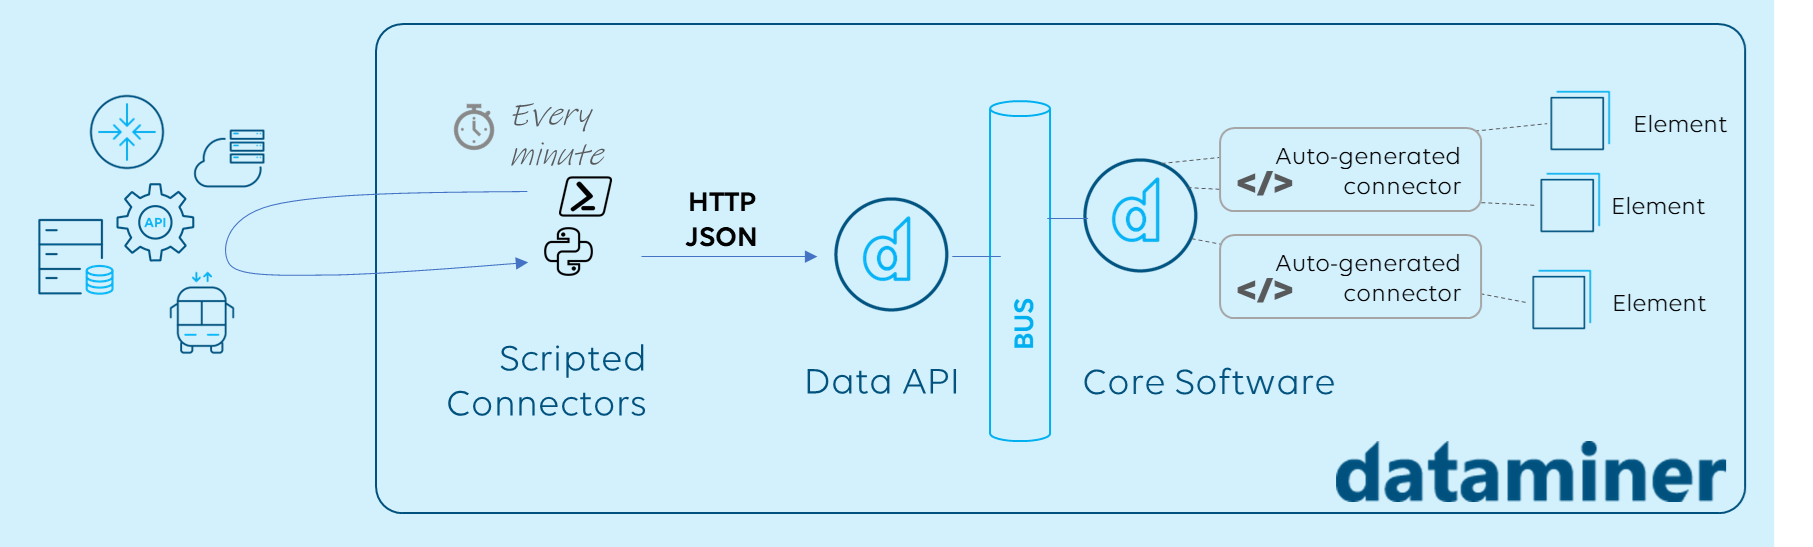 Every
minute
API
HTTP
JSON
Scripted
Connectors
Data API
BUS
Core Software
</>
Auto-generated
connector
</>
Auto-generated
connector
Element
Element
Element
dataminer